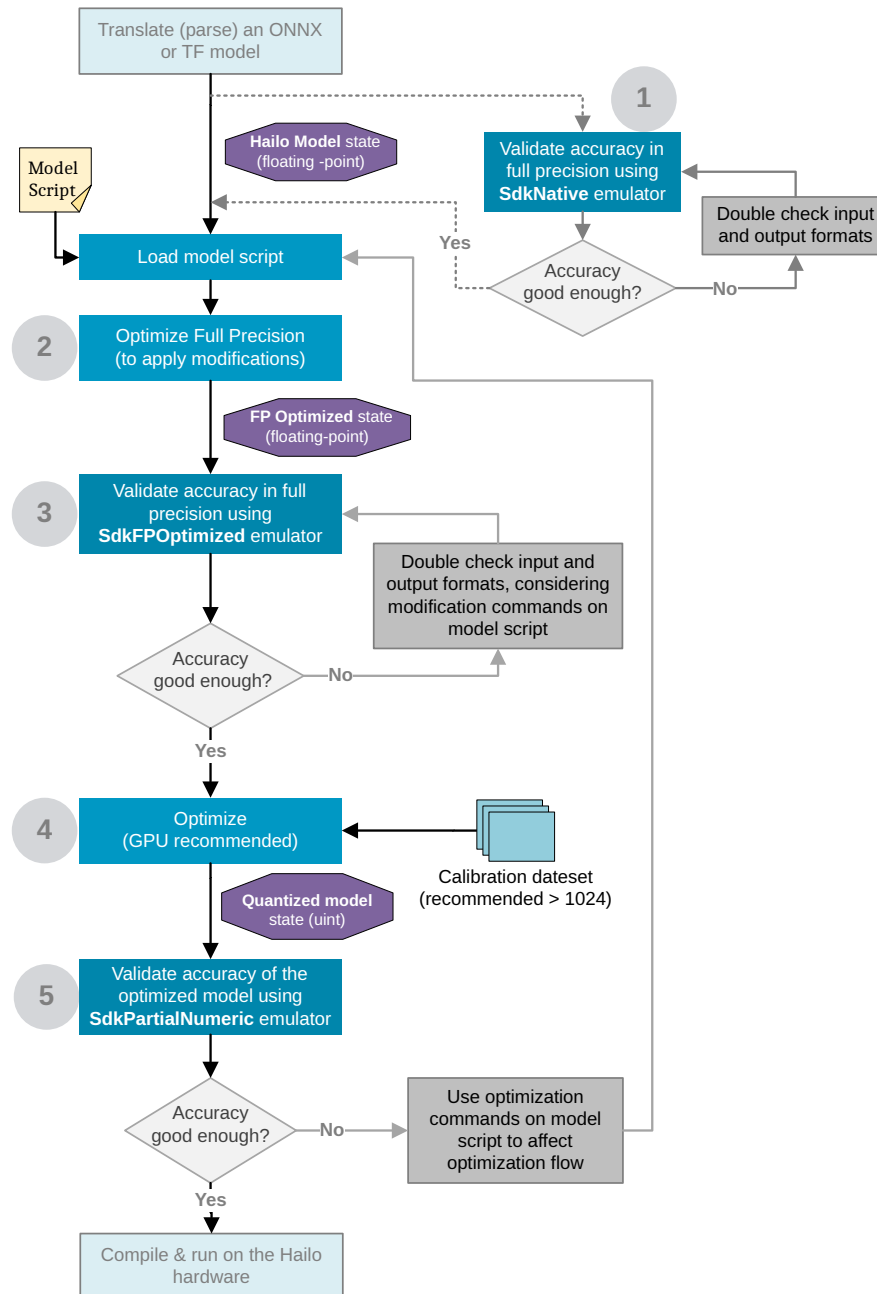 Translate (parse) an ONNX
or TF model
1
Hailo Model state
(floating -point)
Validate accuracy in
full precision using
SdkNative emulator
Model
Script
Double check input
and output formats
Yes
Load model script
Accuracy
good enough?
No
2
Optimize Full Precision
(to apply modifications)
FP Optimized state
(floating-point)
3
Validate accuracy in full
precision using
SdkFPOptimized emulator
Double check input and
output formats, considering
modification commands on
model script
Accuracy
good enough?
No
Yes
4
Optimize
(GPU recommended)
Calibration dateset
(recommended > 1024)
Quantized model
state (uint)
5
Validate accuracy of the
optimized model using
SdkPartialNumeric emulator
Accuracy
good enough?
No
Use optimization
commands on model
script to affect
optimization flow
Yes
Compile & run on the Hailo
hardware